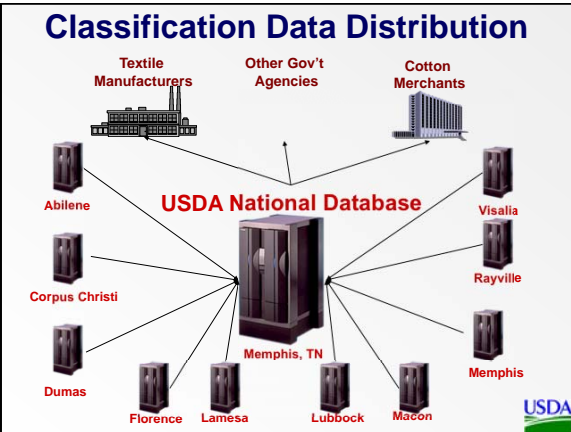 Classification Data Distribution
Textile
Manufacturers
Other Gov't
Agencies
Cotton
Merchants
Abilene
USDA National Database
Visalia
Corpus Christi
Rayville
Memphis, TN
Dumas
Memphis
Florence
Lamesa
Lubbock
Macon
USDA